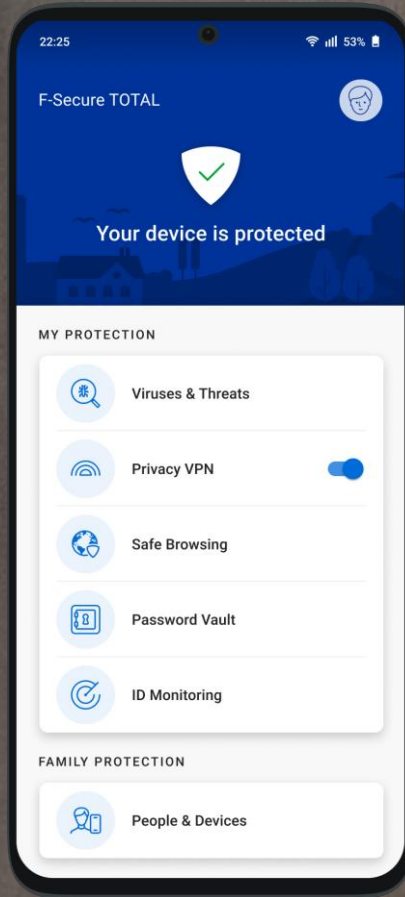 22:25
53%
F-Secure TOTAL
Your device is protected
MY PROTECTION
Viruses & Threats
Privacy VPN
Safe Browsing
Password Vault
ID Monitoring
FAMILY PROTECTION
People & Devices